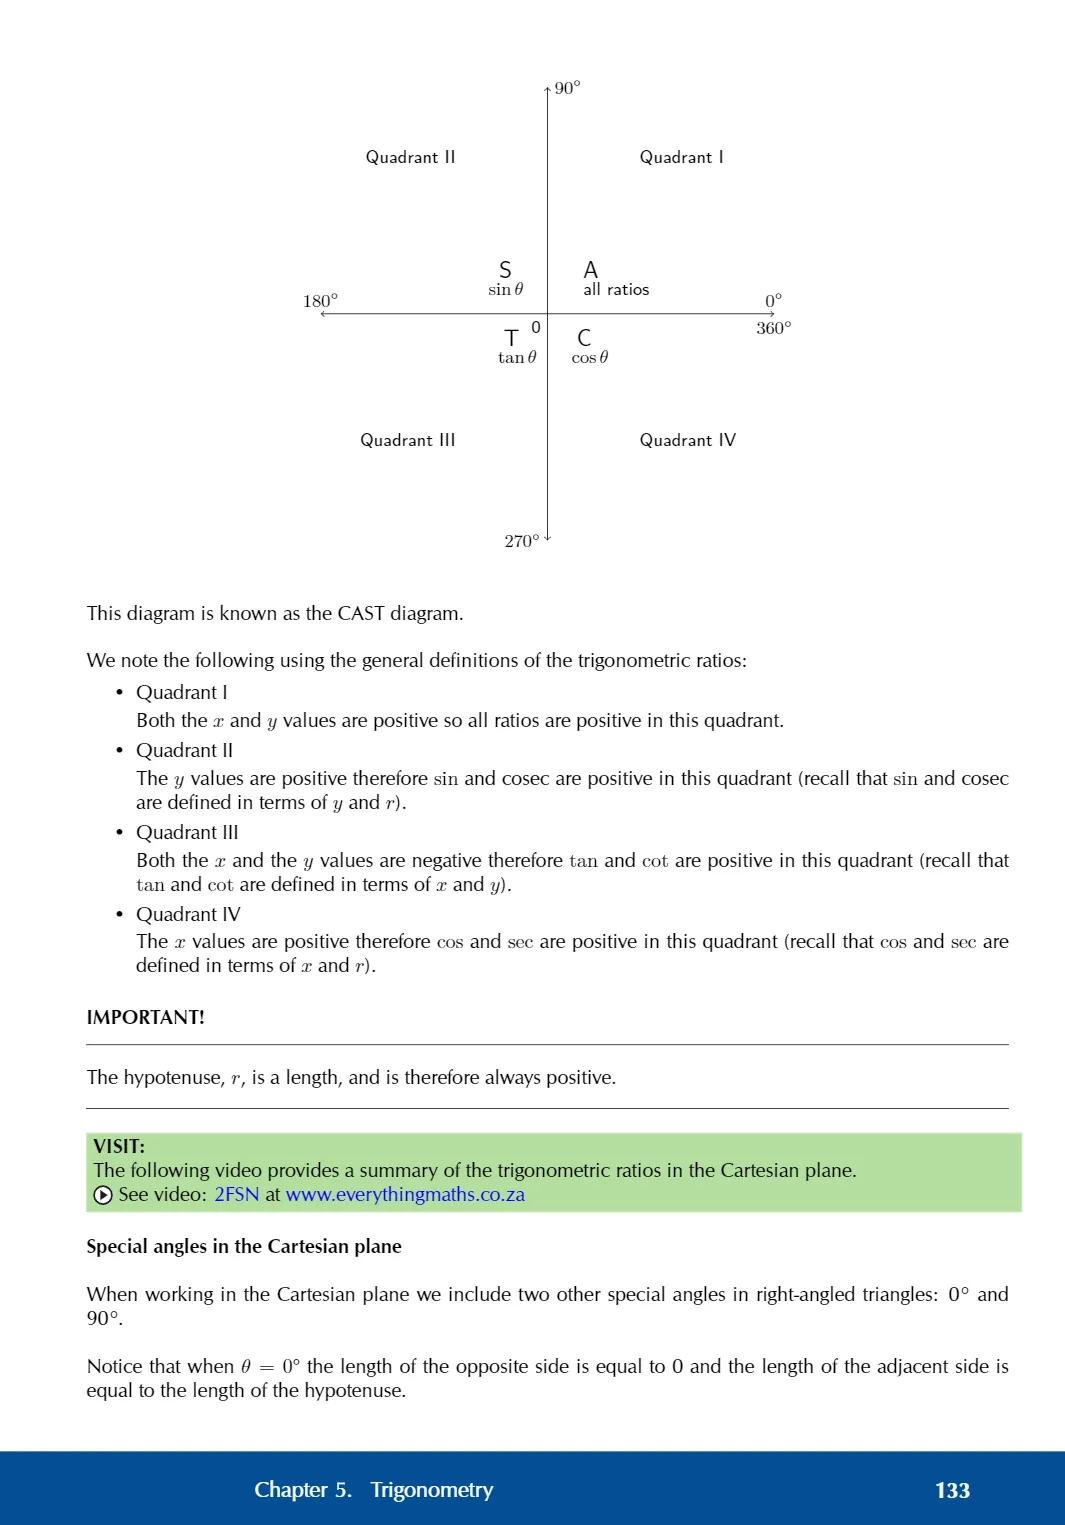 90°
Quadrant II Quadrant I
S A
sin θ all ratios
180° 0°
0 360°
T C
tan θ cos θ
Quadrant III Quadrant IV
270°
This diagram is known as the CAST diagram.
We note the following using the general definitions of the trigonometric ratios:
• Quadrant I
Both the x and y values are positive so all ratios are positive in this quadrant.
• Quadrant II
The y values are positive therefore sin and cosec are positive in this quadrant (recall that sin and cosec
are defined in terms of y and r).
• Quadrant III
Both the x and the y values are negative therefore tan and cot are positive in this quadrant (recall that
tan and cot are defined in terms of x and y).
• Quadrant IV
The x values are positive therefore cos and sec are positive in this quadrant (recall that cos and sec are
defined in terms of x and r).
IMPORTANT!
The hypotenuse, r, is a length, and is therefore always positive.
VISIT:
The following video provides a summary of the trigonometric ratios in the Cartesian plane.
See video: 2FSN at www.everythingmaths.co.za
Special angles in the Cartesian plane
When working in the Cartesian plane we include two other special angles in right-angled triangles: 0° and
90°.
Notice that when θ = 0° the length of the opposite side is equal to 0 and the length of the adjacent side is
equal to the length of the hypotenuse.
Chapter 5. Trigonometry 133